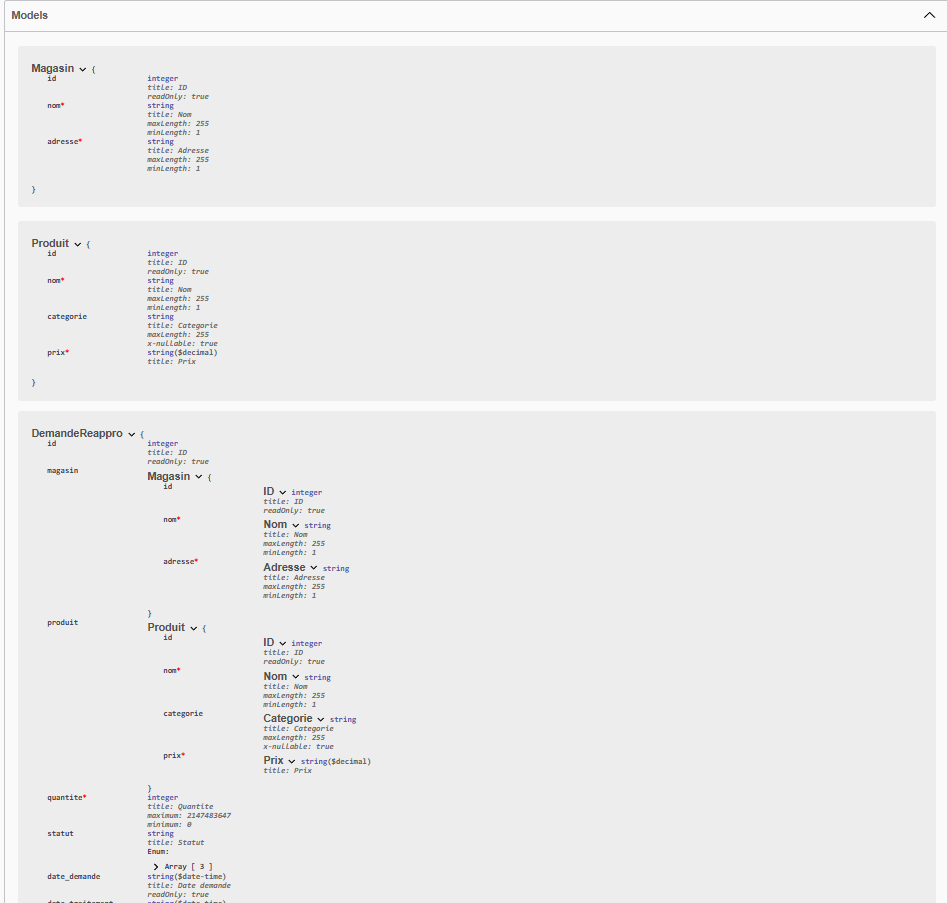 Models
Magasin {
id integer
title: ID
readOnly: true
nom* string
title: Nom
maxLength: 255
minLength: 1
adresse* string
title: Adresse
maxLength: 255
minLength: 1
}
Produit {
id integer
title: ID
readOnly: true
nom* string
title: Nom
maxLength: 255
minLength: 1
categorie string
title: Categorie
maxLength: 255
x-nullable: true
prix* string($decimal)
title: Prix
}
DemandeReappro {
id integer
title: ID
readOnly: true
magasin
Magasin {
id
ID integer
title: ID
readOnly: true
nom*
Nom string
title: Nom
maxLength: 255
minLength: 1
adresse*
Adresse string
title: Adresse
maxLength: 255
minLength: 1
}
produit
Produit {
id
ID integer
title: ID
readOnly: true
nom*
Nom string
title: Nom
maxLength: 255
minLength: 1
categorie
Categorie string
title: Categorie
maxLength: 255
x-nullable: true
prix*
Prix string($decimal)
title: Prix
}
quantite* integer
title: Quantite
maximum: 2147483647
minimum: 0
statut string
title: Statut
Enum:
Array [ 3 ]
date_demande string($date-time)
title: Date demande
readOnly: true
date_traitement string($date-time)